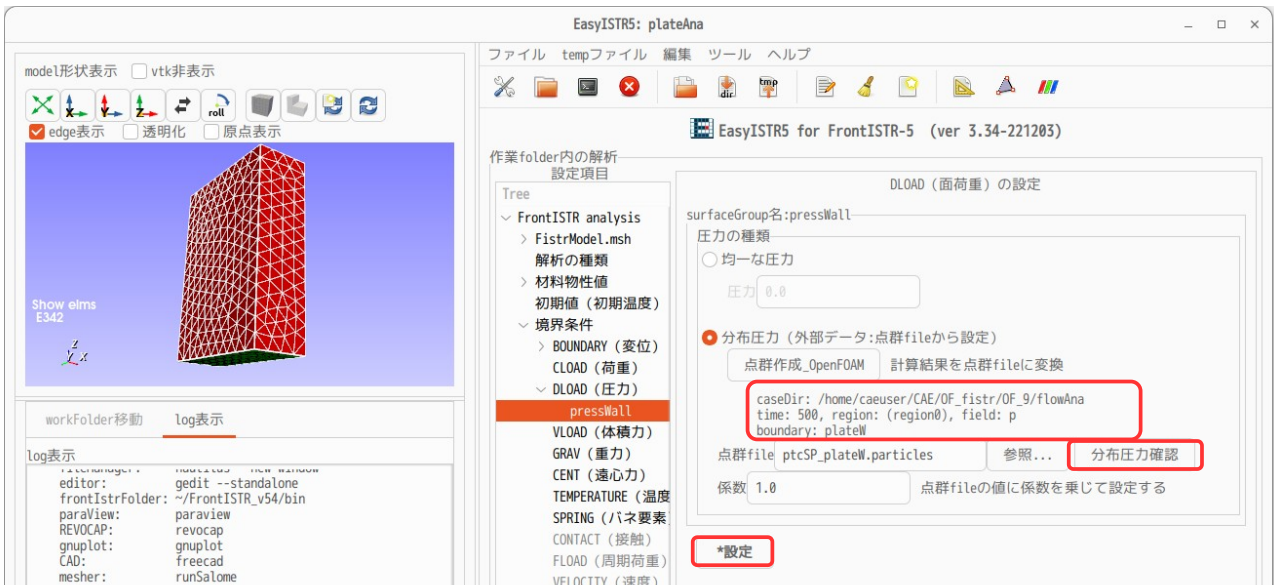 EasyISTR5: plateAna
model形状表示 vtk非表示
roll
edge表示 透明化 原点表示
Show elms
E342
Z
Y X
workFolder移動 log表示
log表示
fileManager: nautilus --new-window
editor: gedit --standalone
frontIstrFolder: ~/FrontISTR_v54/bin
paraView: paraview
REVOCAP: revocap
gnuplot: gnuplot
CAD: freecad
mesher: runSalome
ファイル tempファイル 編集 ツール ヘルプ
dir tmp
EasyISTR5 for FrontISTR-5 (ver 3.34-221203)
作業folder内の解析
設定項目
Tree
FrontISTR analysis
FistrModel.msh
解析の種類
材料物性値
初期値（初期温度）
境界条件
BOUNDARY（変位）
CLOAD（荷重）
DLOAD（圧力）
pressWall
VLOAD（体積力）
GRAV（重力）
CENT（遠心力）
TEMPERATURE（温度
SPRING（バネ要素
CONTACT（接触）
FLOAD（周期荷重）
VELOCITY（速度）
DLOAD（面荷重）の設定
surfaceGroup名:pressWall
圧力の種類
均一な圧力
圧力 0.0
分布圧力（外部データ:点群fileから設定）
点群作成_OpenFOAM 計算結果を点群fileに変換
caseDir: /home/caeuser/CAE/OF_fistr/OF_9/flowAna
time: 500, region: (region0), field: p
boundary: plateW
点群file ptcSP_plateW.particles 参照... 分布圧力確認
係数 1.0 点群fileの値に係数を乗じて設定する
*設定